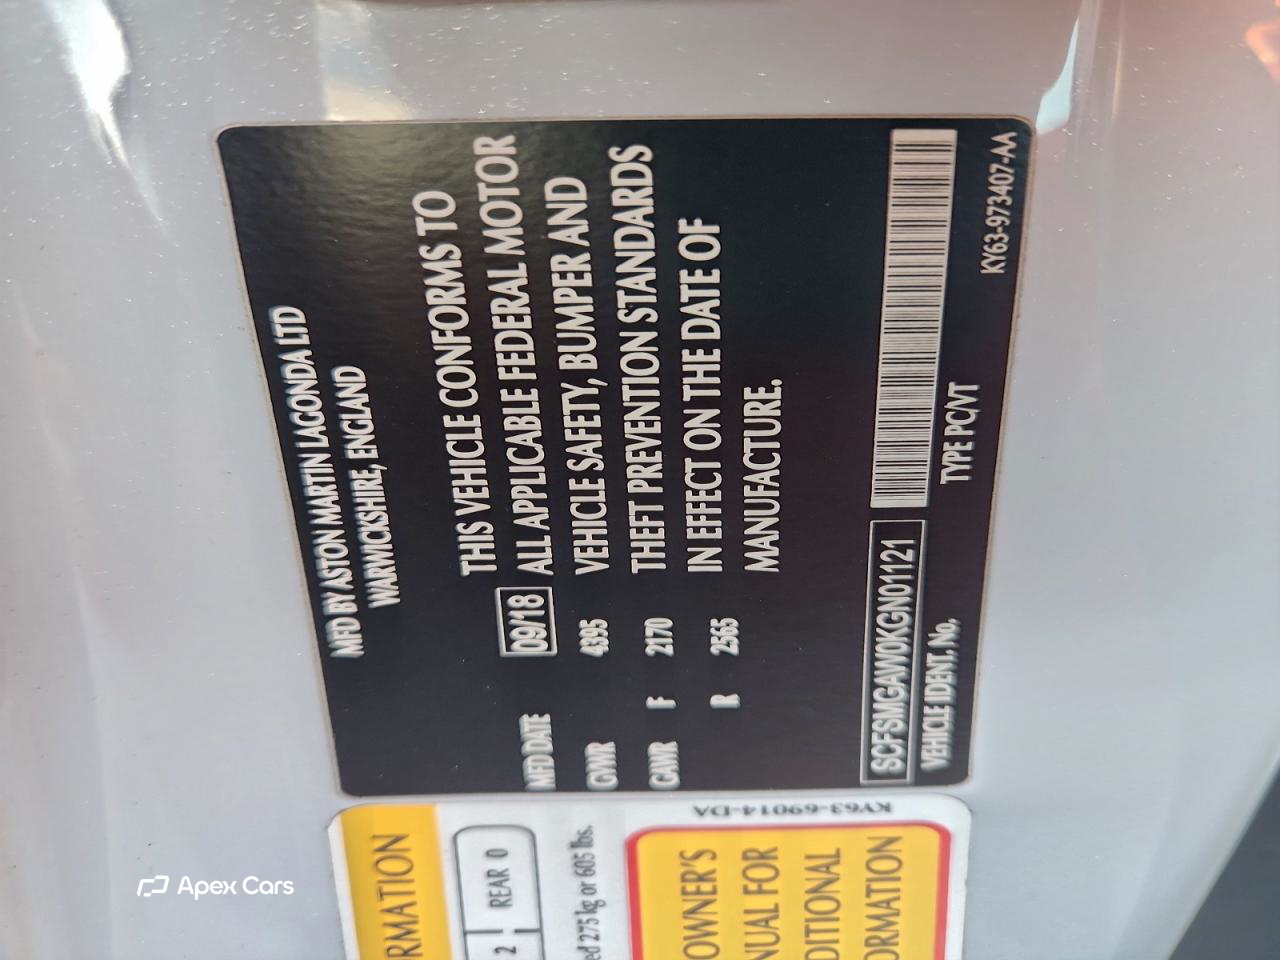 MFD BY ASTON MARTIN LAGONDA LTD
WARWICKSHIRE, ENGLAND
THIS VEHICLE CONFORMS TO
MFD DATE 09/18 ALL APPLICABLE FEDERAL MOTOR
GVWR 4395 VEHICLE SAFETY, BUMPER AND
GAWR F 2170 THEFT PREVENTION STANDARDS
R 2565 IN EFFECT ON THE DATE OF
MANUFACTURE.
SCFSMGAW0KGN01121
VEHICLE IDENT. No. TYPE PC/VT
KY63-973407-AA
RMATION
2 REAR 0
ed 275 kg or 605 lbs.
KY63-69014-DA
OWNER'S
NUAL FOR
DITIONAL
ORMATION
Apex Cars